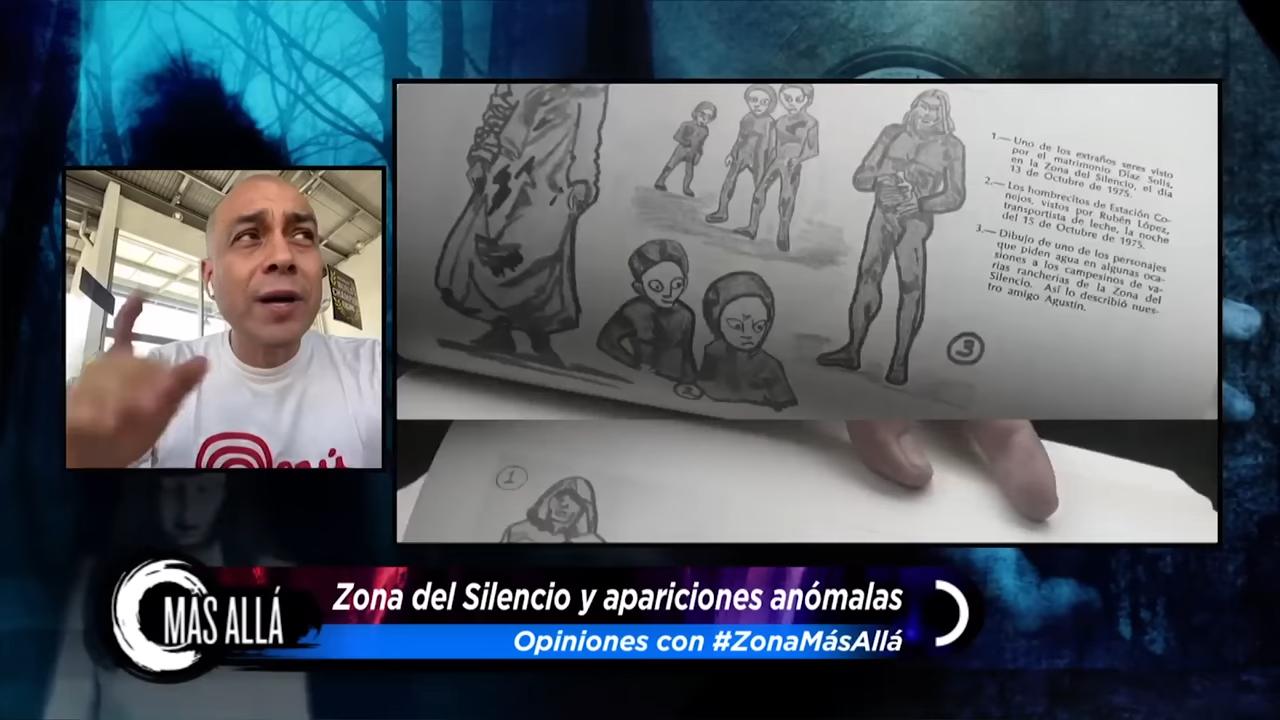 1.— Uno de los extraños seres visto
por el matrimonio Díaz Solís,
en la Zona del Silencio, el día
13 de Octubre de 1975.
2.— Los hombrecitos de Estación Co-
nejos, vistos por Rubén López,
transportista de leche, la noche
del 15 de Octubre de 1975.
3.— Dibujo de uno de los personajes
que piden agua en algunas oca-
siones a los campesinos de va-
rias rancherías de la Zona del
Silencio. Así lo describió nues-
tro amigo Agustín.
3
2
1
Perú
MÁS ALLÁ
Zona del Silencio y apariciones anómalas
Opiniones con #ZonaMásAllá